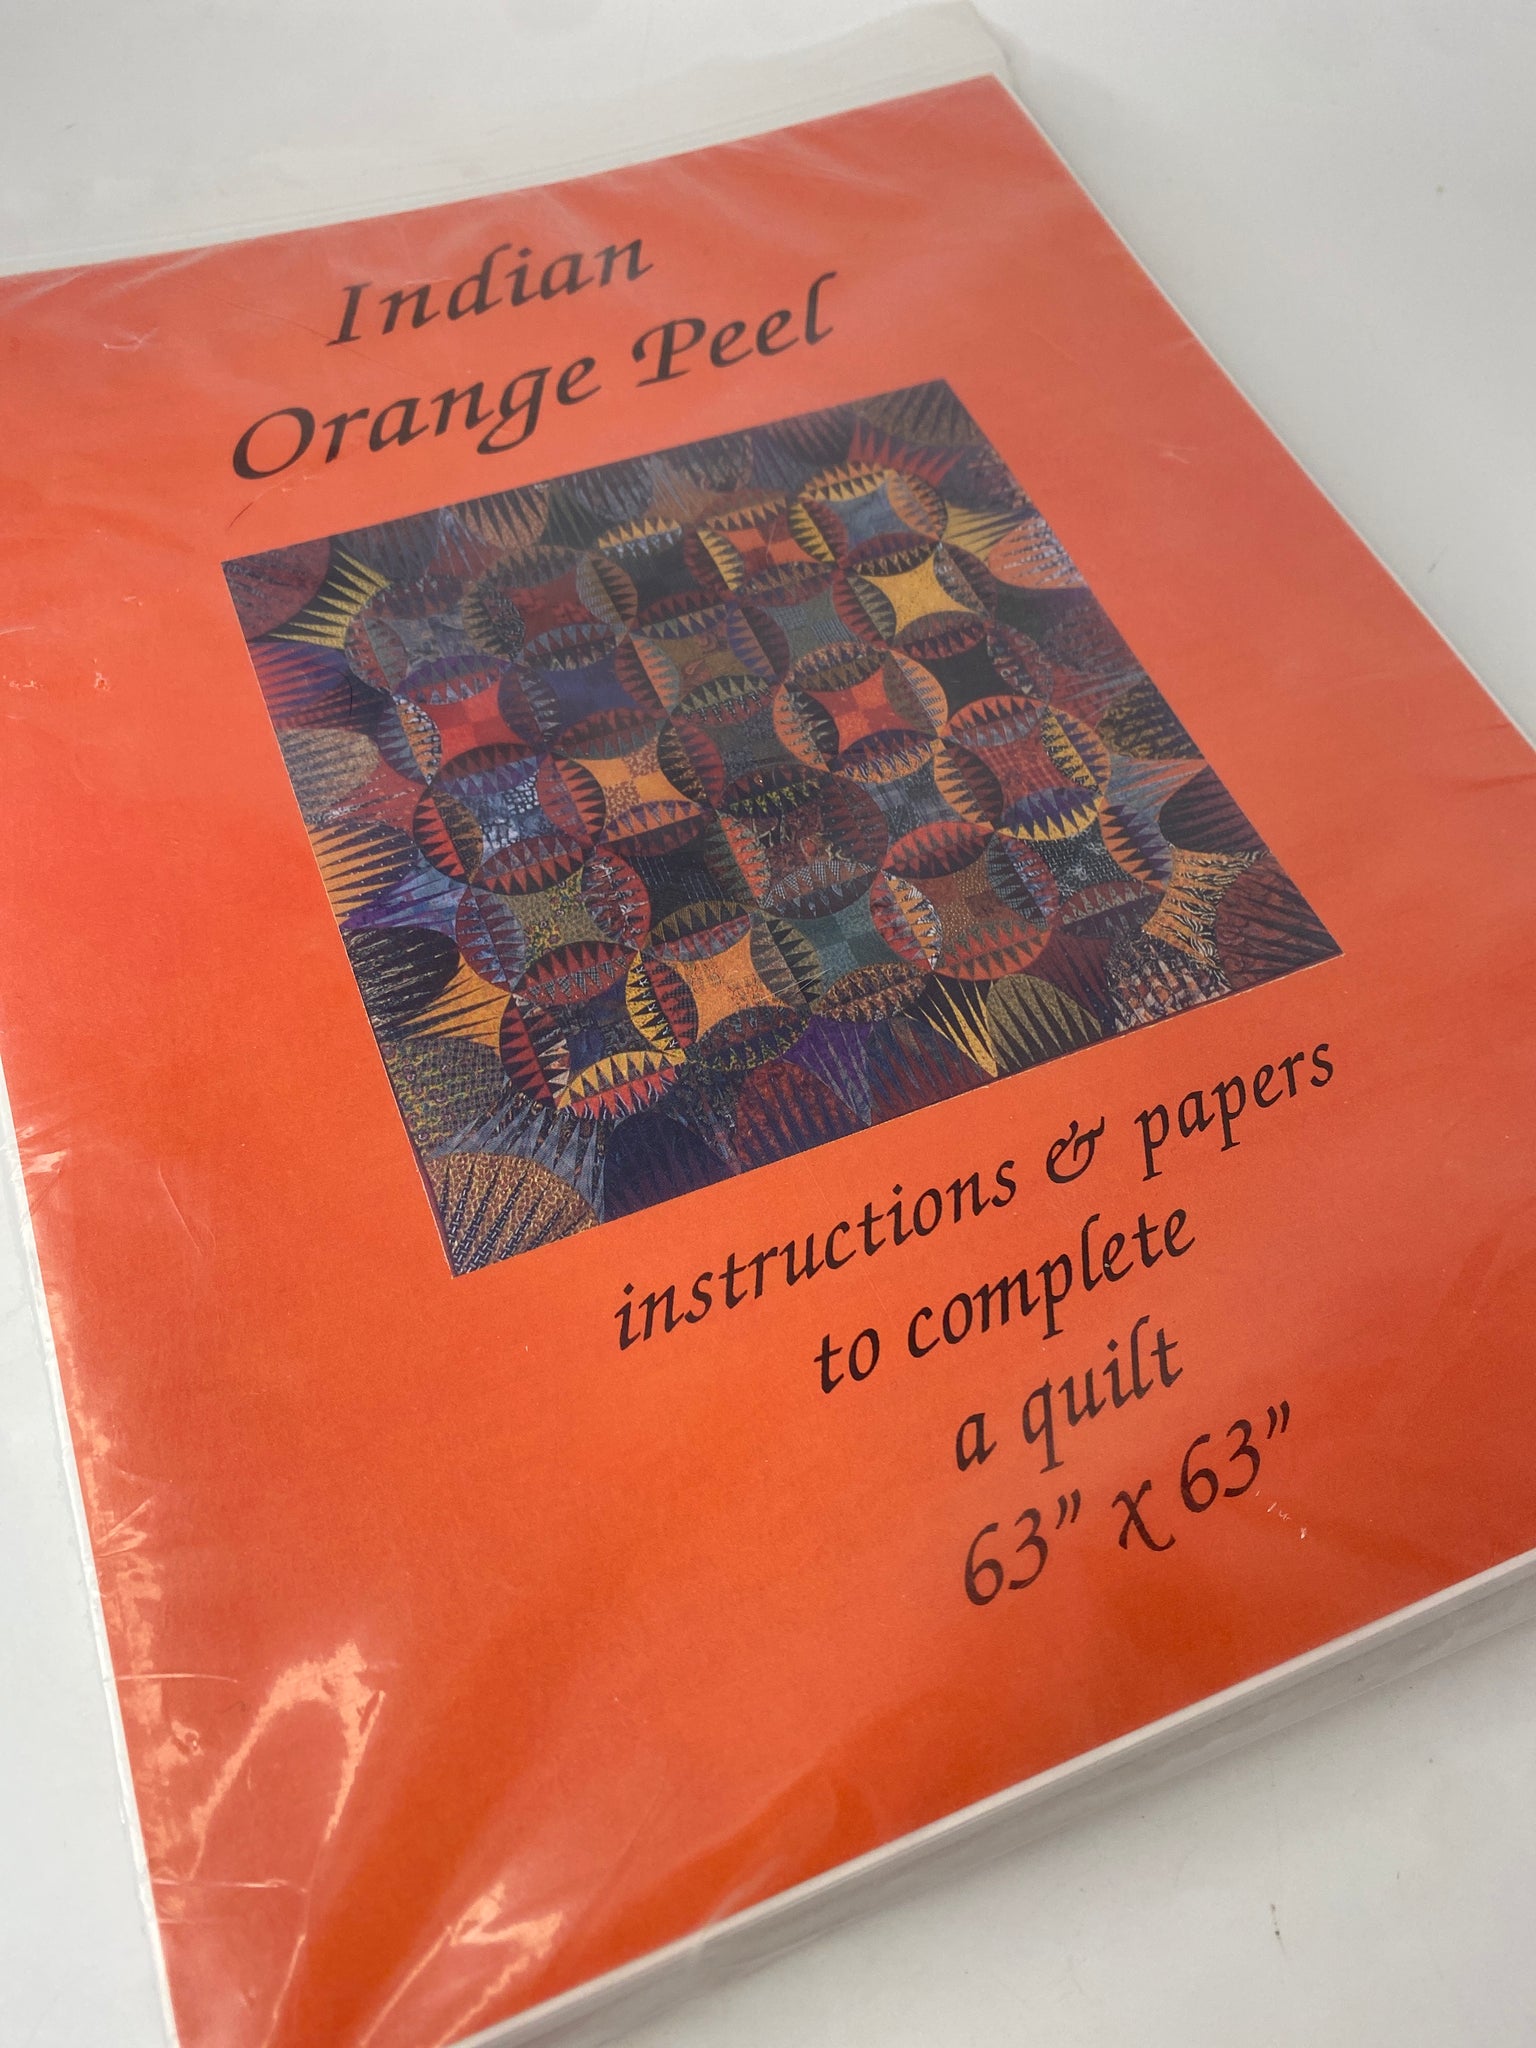 Indian
Orange Peel
instructions & papers
to complete
a quilt
63" x 63"